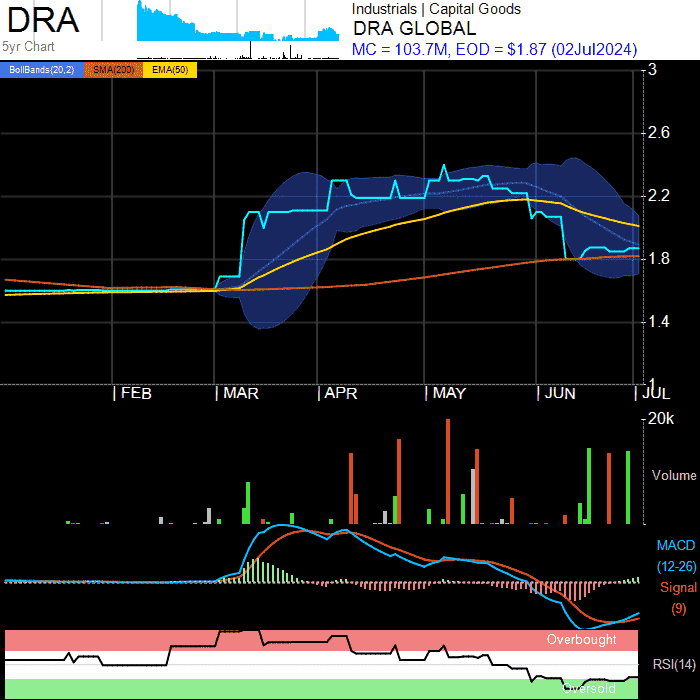 DRA
5yr Chart
Industrials | Capital Goods
DRA GLOBAL
MC = 103.7M, EOD = $1.87 (02Jul2024)
BollBands(20,2) SMA(200) EMA(50)
3
2.6
2.2
1.8
1.4
1
FEB MAR APR MAY JUN JUL
20k
Volume
MACD
(12-26)
Signal
(9)
Overbought
RSI(14)
Oversold